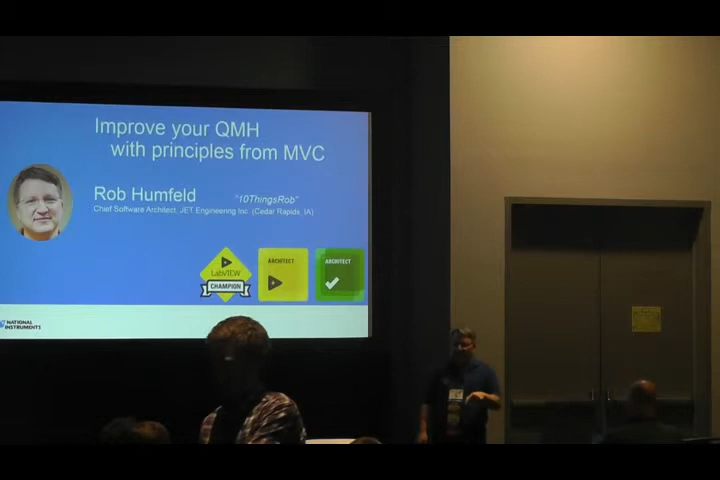 Improve your QMH
with principles from MVC
Rob Humfeld "10ThingsRob"
Chief Software Architect, JET Engineering Inc (Cedar Rapids, IA)
LabVIEW
CHAMPION
ARCHITECT
ARCHITECT
NATIONAL
INSTRUMENTS